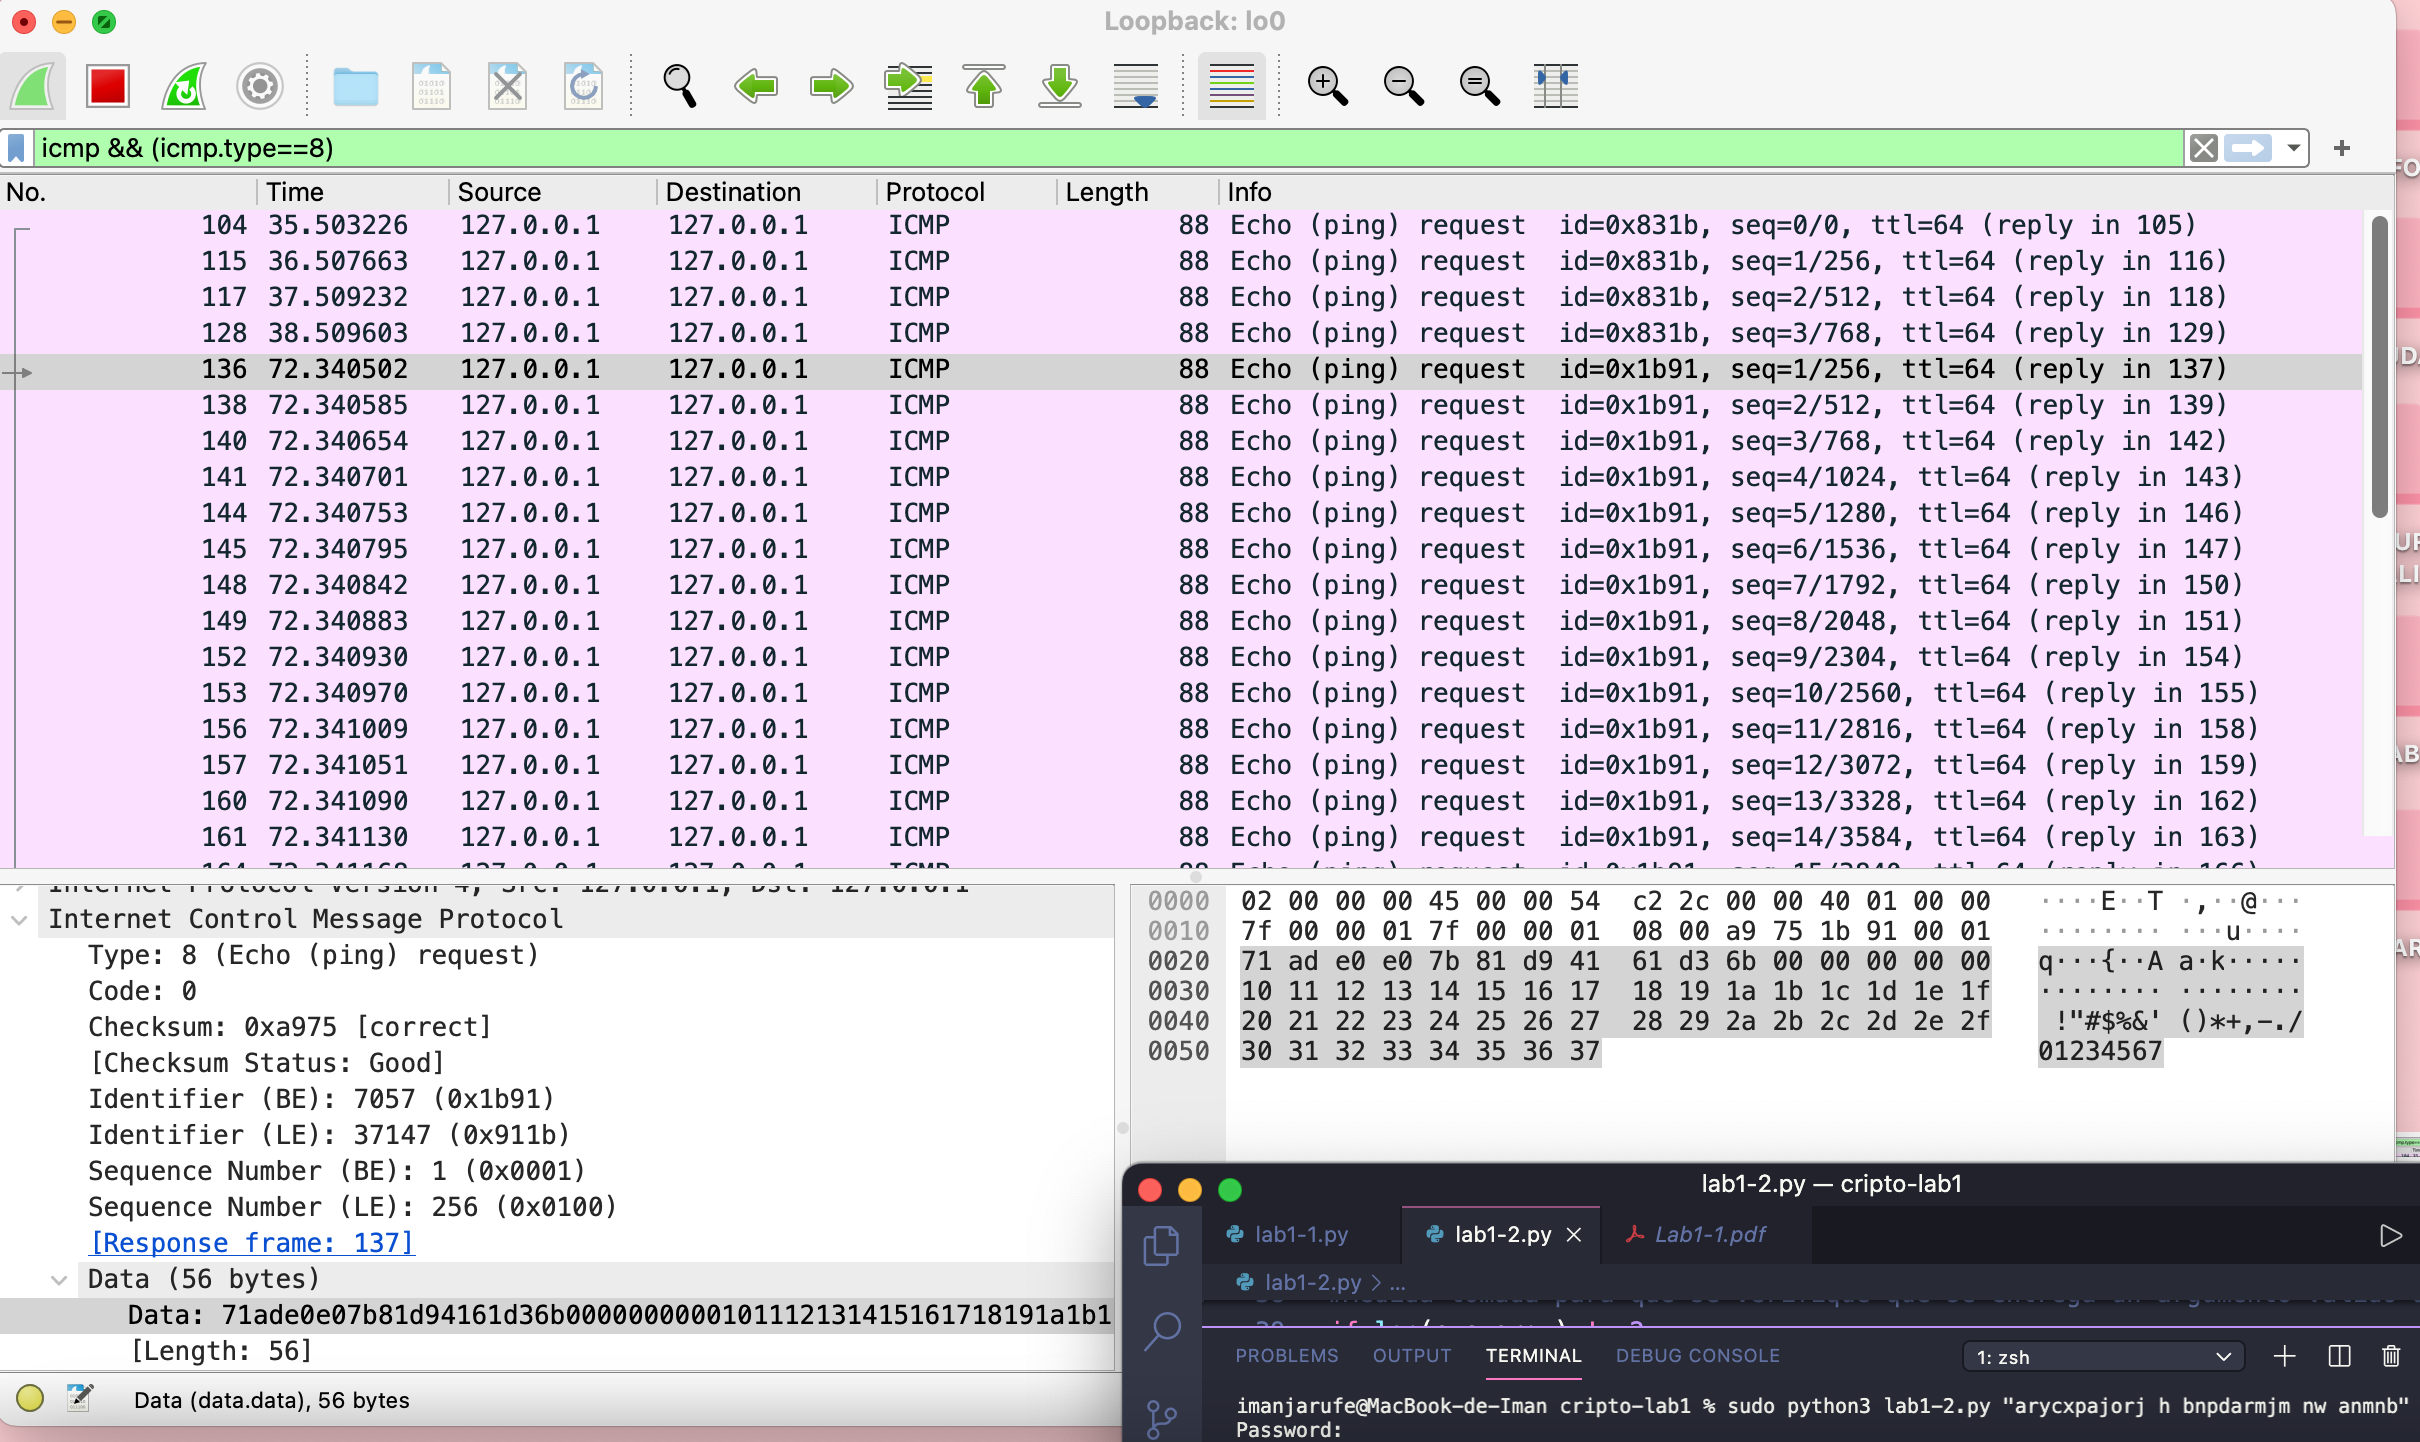 Loopback: lo0
icmp && (icmp.type==8)
No. Time Source Destination Protocol Length Info
104 35.503226 127.0.0.1 127.0.0.1 ICMP 88 Echo (ping) request id=0x831b, seq=0/0, ttl=64 (reply in 105)
115 36.507663 127.0.0.1 127.0.0.1 ICMP 88 Echo (ping) request id=0x831b, seq=1/256, ttl=64 (reply in 116)
117 37.509232 127.0.0.1 127.0.0.1 ICMP 88 Echo (ping) request id=0x831b, seq=2/512, ttl=64 (reply in 118)
128 38.509603 127.0.0.1 127.0.0.1 ICMP 88 Echo (ping) request id=0x831b, seq=3/768, ttl=64 (reply in 129)
136 72.340502 127.0.0.1 127.0.0.1 ICMP 88 Echo (ping) request id=0x1b91, seq=1/256, ttl=64 (reply in 137)
138 72.340585 127.0.0.1 127.0.0.1 ICMP 88 Echo (ping) request id=0x1b91, seq=2/512, ttl=64 (reply in 139)
140 72.340654 127.0.0.1 127.0.0.1 ICMP 88 Echo (ping) request id=0x1b91, seq=3/768, ttl=64 (reply in 142)
141 72.340701 127.0.0.1 127.0.0.1 ICMP 88 Echo (ping) request id=0x1b91, seq=4/1024, ttl=64 (reply in 143)
144 72.340753 127.0.0.1 127.0.0.1 ICMP 88 Echo (ping) request id=0x1b91, seq=5/1280, ttl=64 (reply in 146)
145 72.340795 127.0.0.1 127.0.0.1 ICMP 88 Echo (ping) request id=0x1b91, seq=6/1536, ttl=64 (reply in 147)
148 72.340842 127.0.0.1 127.0.0.1 ICMP 88 Echo (ping) request id=0x1b91, seq=7/1792, ttl=64 (reply in 150)
149 72.340883 127.0.0.1 127.0.0.1 ICMP 88 Echo (ping) request id=0x1b91, seq=8/2048, ttl=64 (reply in 151)
152 72.340930 127.0.0.1 127.0.0.1 ICMP 88 Echo (ping) request id=0x1b91, seq=9/2304, ttl=64 (reply in 154)
153 72.340970 127.0.0.1 127.0.0.1 ICMP 88 Echo (ping) request id=0x1b91, seq=10/2560, ttl=64 (reply in 155)
156 72.341009 127.0.0.1 127.0.0.1 ICMP 88 Echo (ping) request id=0x1b91, seq=11/2816, ttl=64 (reply in 158)
157 72.341051 127.0.0.1 127.0.0.1 ICMP 88 Echo (ping) request id=0x1b91, seq=12/3072, ttl=64 (reply in 159)
160 72.341090 127.0.0.1 127.0.0.1 ICMP 88 Echo (ping) request id=0x1b91, seq=13/3328, ttl=64 (reply in 162)
161 72.341130 127.0.0.1 127.0.0.1 ICMP 88 Echo (ping) request id=0x1b91, seq=14/3584, ttl=64 (reply in 163)
Internet Control Message Protocol
Type: 8 (Echo (ping) request)
Code: 0
Checksum: 0xa975 [correct]
[Checksum Status: Good]
Identifier (BE): 7057 (0x1b91)
Identifier (LE): 37147 (0x911b)
Sequence Number (BE): 1 (0x0001)
Sequence Number (LE): 256 (0x0100)
[Response frame: 137]
Data (56 bytes)
Data: 71ade0e07b81d94161d36b0000000000101112131415161718191a1b1
[Length: 56]
Data (data.data), 56 bytes
0000 02 00 00 00 45 00 00 54 c2 2c 00 00 40 01 00 00 ····E··T ·,··@···
0010 7f 00 00 01 7f 00 00 01 08 00 a9 75 1b 91 00 01 ········ ···u····
0020 71 ad e0 e0 7b 81 d9 41 61 d3 6b 00 00 00 00 00 q···{··A a·k·····
0030 10 11 12 13 14 15 16 17 18 19 1a 1b 1c 1d 1e 1f ········ ········
0040 20 21 22 23 24 25 26 27 28 29 2a 2b 2c 2d 2e 2f !"#$%&' ()*+,-./
0050 30 31 32 33 34 35 36 37 01234567
lab1-2.py — cripto-lab1
lab1-1.py lab1-2.py Lab1-1.pdf
lab1-2.py > ...
PROBLEMS OUTPUT TERMINAL DEBUG CONSOLE 1: zsh
imanjarufe@MacBook-de-Iman cripto-lab1 % sudo python3 lab1-2.py "arycxpajorj h bnpdarmjm nw anmnb"
Password: